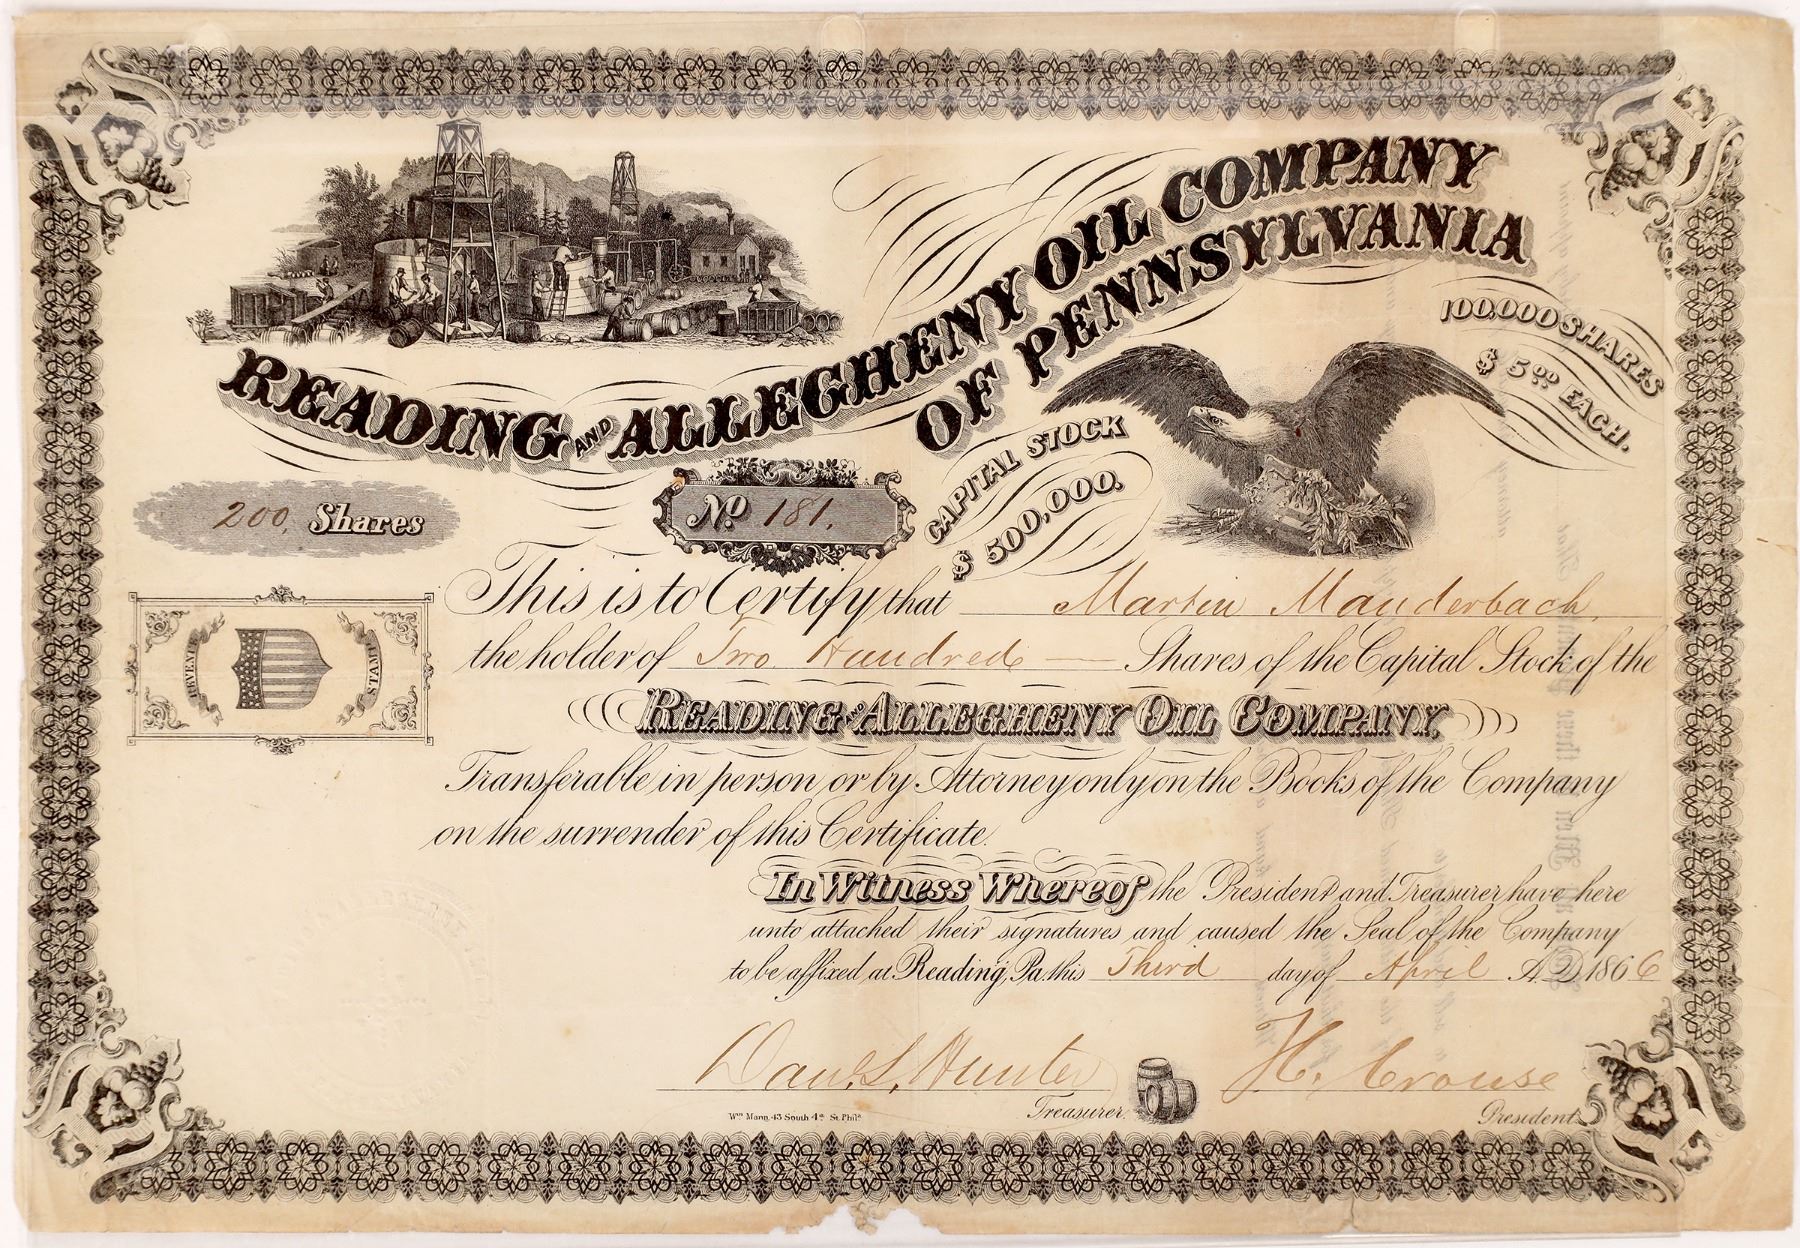 READING AND ALLEGHENY OIL COMPANY
OF PENNSYLVANIA
100,000 SHARES
$ 5.00 EACH.
CAPITAL STOCK
$ 500,000.
200, Shares
No 181.
REVENUE STAMP
This is to Certify that Martin Mauderbach,
the holder of Two Hundred — Shares of the Capital Stock of the
READING AND ALLEGHENY OIL COMPANY,
Transferable in person or by Attorney only on the Books of the Company
on the surrender of this Certificate.
In Witness Whereof the President and Treasurer have here
unto attached their signatures and caused the Seal of the Company
to be affixed at Reading, Pa. this Third day of April A.D. 1866
Danl. S. Hunter H. Crouse
Treasurer. President
Wm Mann, 43 South 4th St. Phila.